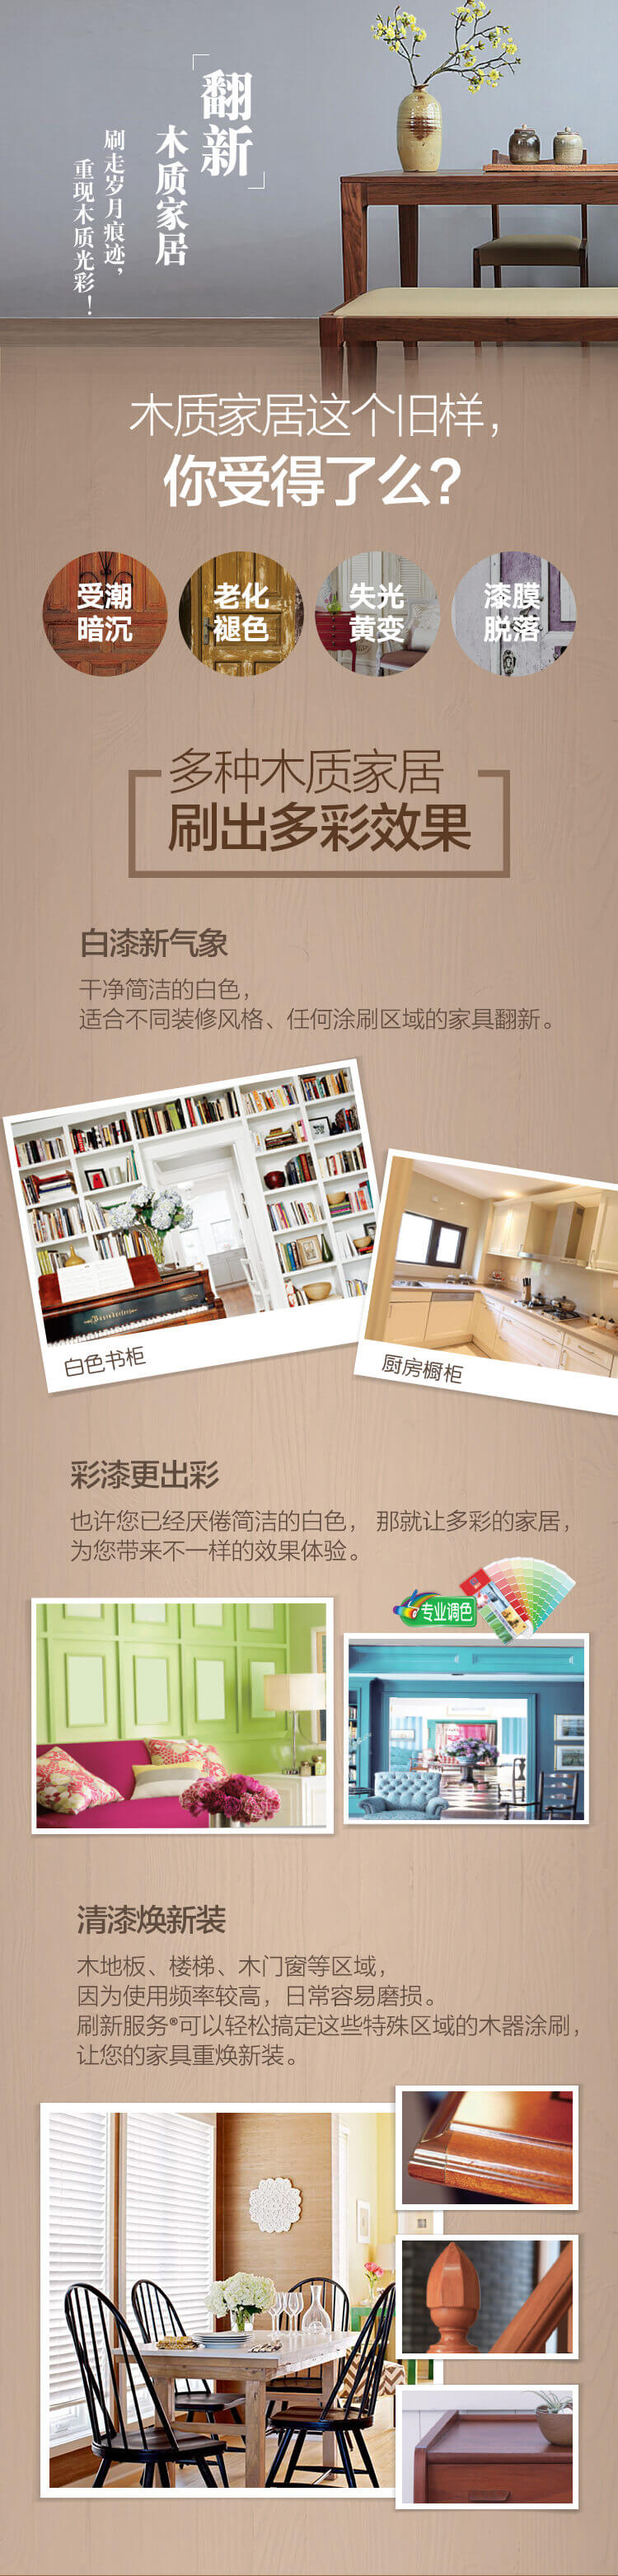 「翻新」
木质家居
刷走岁月痕迹，
重现木质光彩！
木质家居这个旧样，
你受得了么？
受潮
暗沉
老化
褪色
失光
黄变
漆膜
脱落
多种木质家居
刷出多彩效果
白漆新气象
干净简洁的白色，
适合不同装修风格、任何涂刷区域的家具翻新。
白色书柜
厨房橱柜
彩漆更出彩
也许您已经厌倦简洁的白色， 那就让多彩的家居，
为您带来不一样的效果体验。
专业调色
清漆焕新装
木地板、楼梯、木门窗等区域，
因为使用频率较高，日常容易磨损。
刷新服务®可以轻松搞定这些特殊区域的木器涂刷，
让您的家具重焕新装。